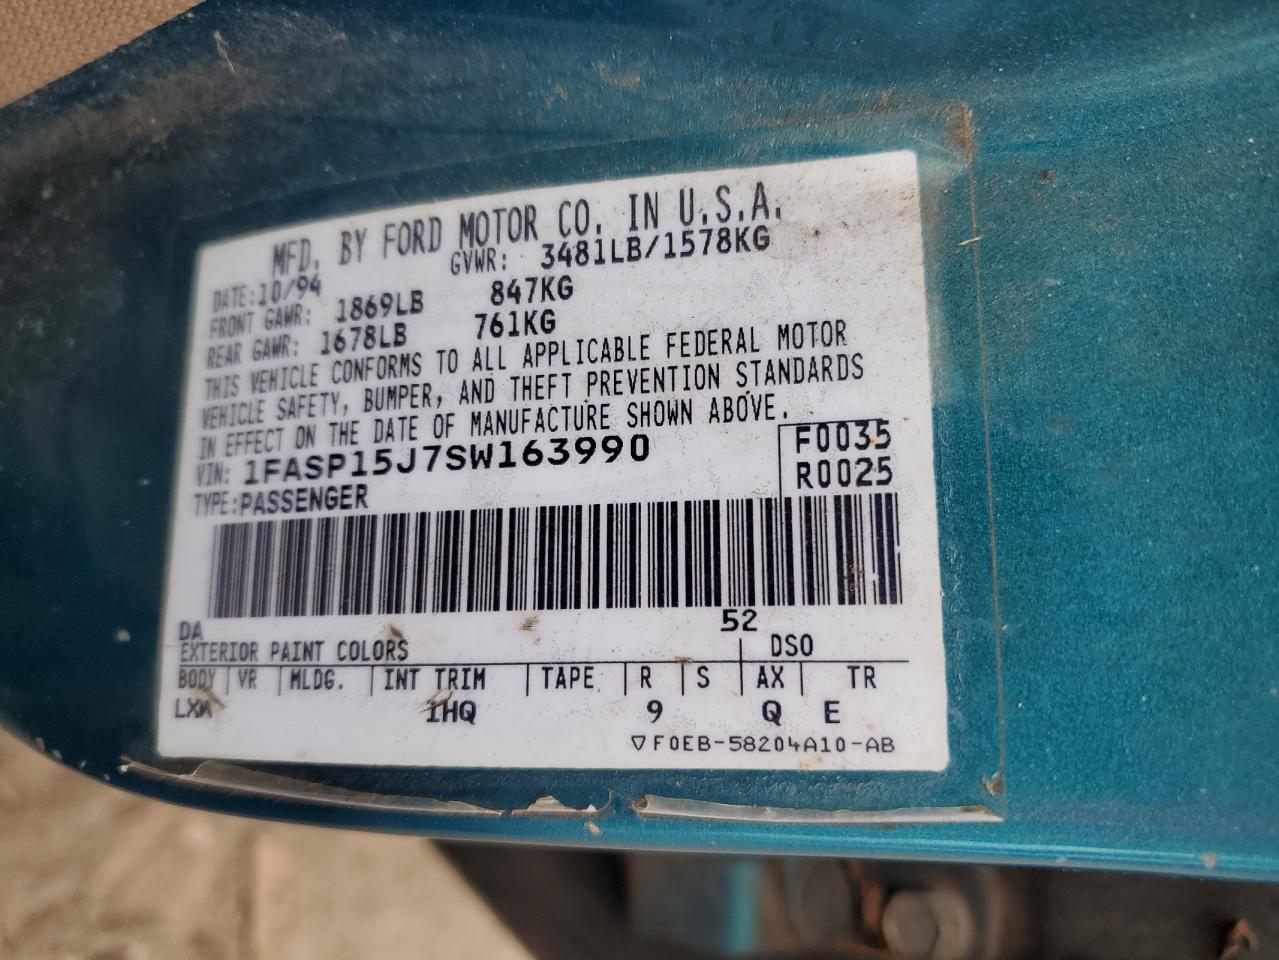 MFD. BY FORD MOTOR CO. IN U.S.A.
DATE:10/94 GVWR: 3481LB/1578KG
FRONT GAWR: 1869LB 847KG
REAR GAWR: 1678LB 761KG
THIS VEHICLE CONFORMS TO ALL APPLICABLE FEDERAL MOTOR
VEHICLE SAFETY, BUMPER, AND THEFT PREVENTION STANDARDS
IN EFFECT ON THE DATE OF MANUFACTURE SHOWN ABOVE.
VIN: 1FASP15J7SW163990 F0035
TYPE:PASSENGER R0025
DA 52
EXTERIOR PAINT COLORS DSO
BODY VR MLDG. INT TRIM TAPE R S AX TR
1HQ 9 Q E
▽F0EB-58204A10-AB